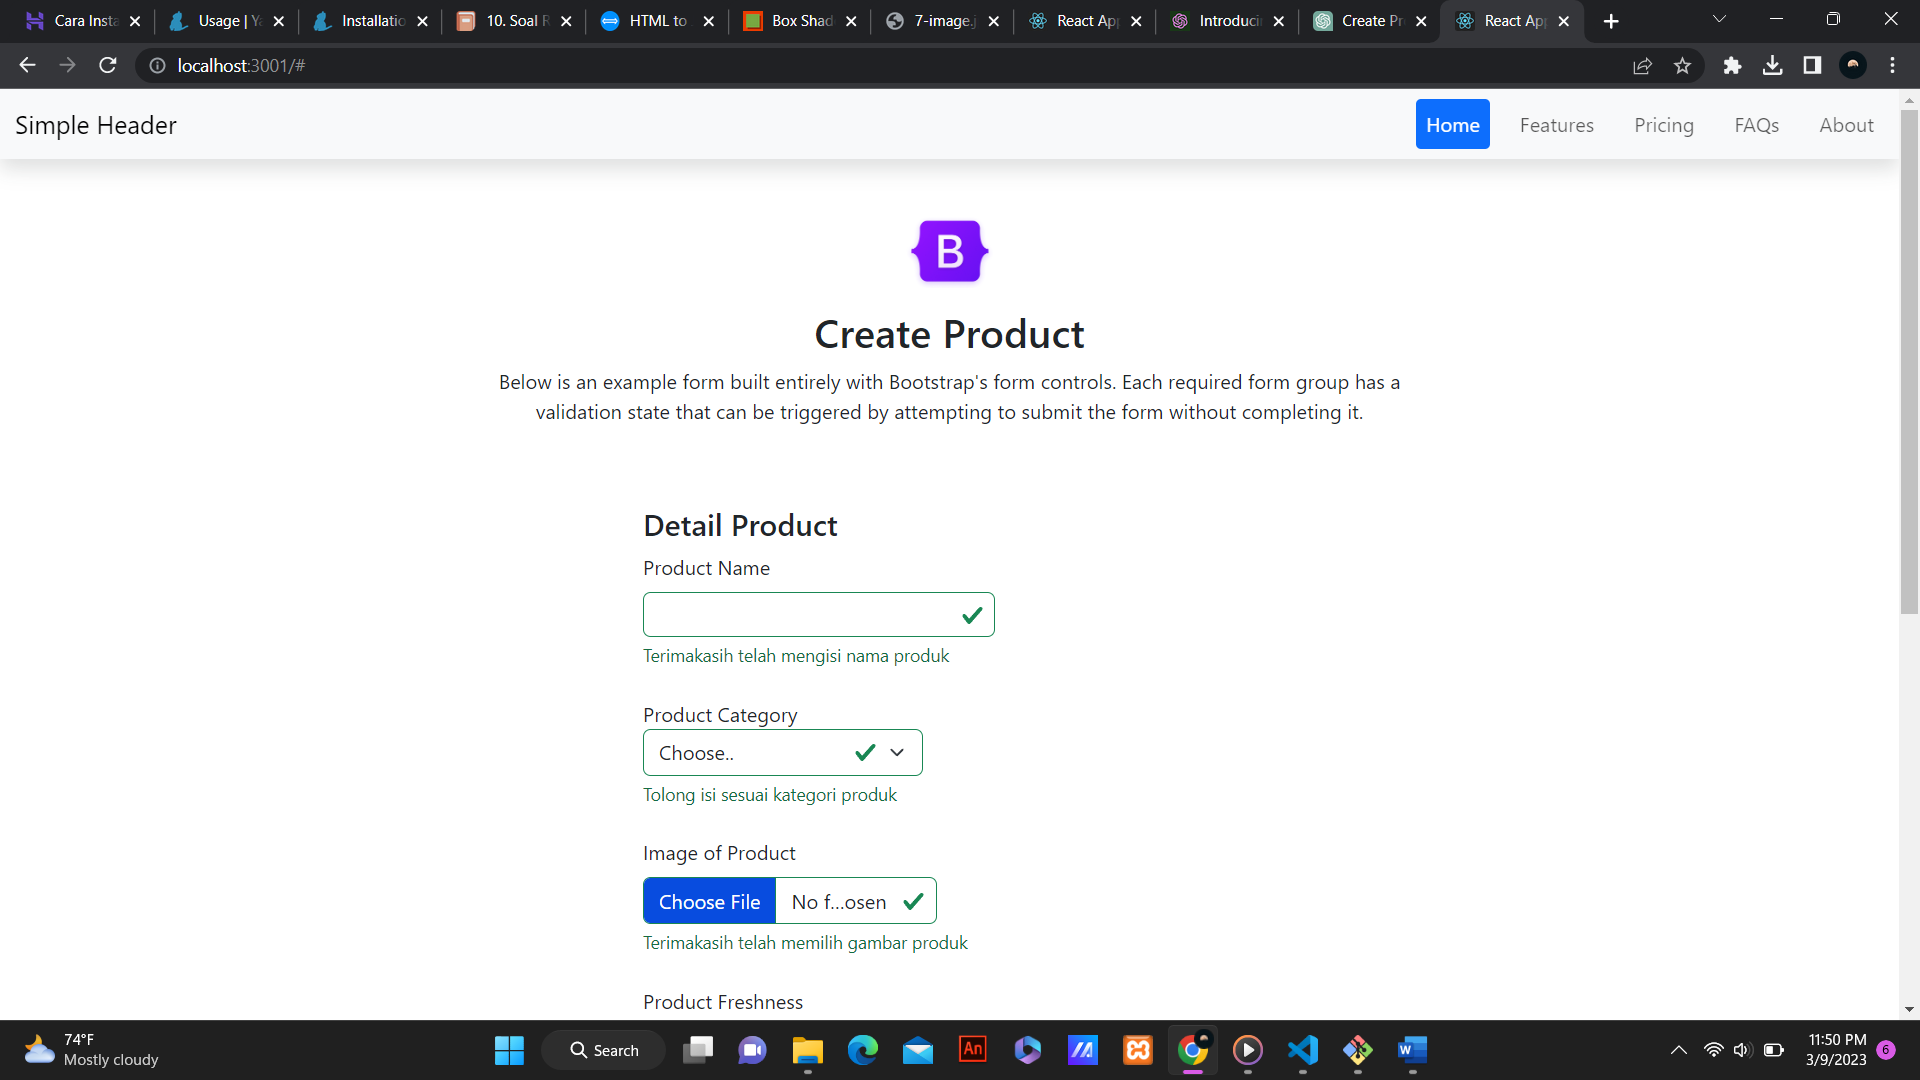 Cara Insta
Usage | Ya
Installatio
10. Soal R
HTML to
Box Shad
7-image.j
React App
Introducin
Create Pr
React App
localhost:3001/#
Simple Header
Home
Features
Pricing
FAQs
About
B
Create Product
Below is an example form built entirely with Bootstrap's form controls. Each required form group has a
validation state that can be triggered by attempting to submit the form without completing it.
Detail Product
Product Name
Terimakasih telah mengisi nama produk
Product Category
Choose..
Tolong isi sesuai kategori produk
Image of Product
Choose File
No f...osen
Terimakasih telah memilih gambar produk
Product Freshness
74°F
Mostly cloudy
Search
An
W
11:50 PM
3/9/2023
6